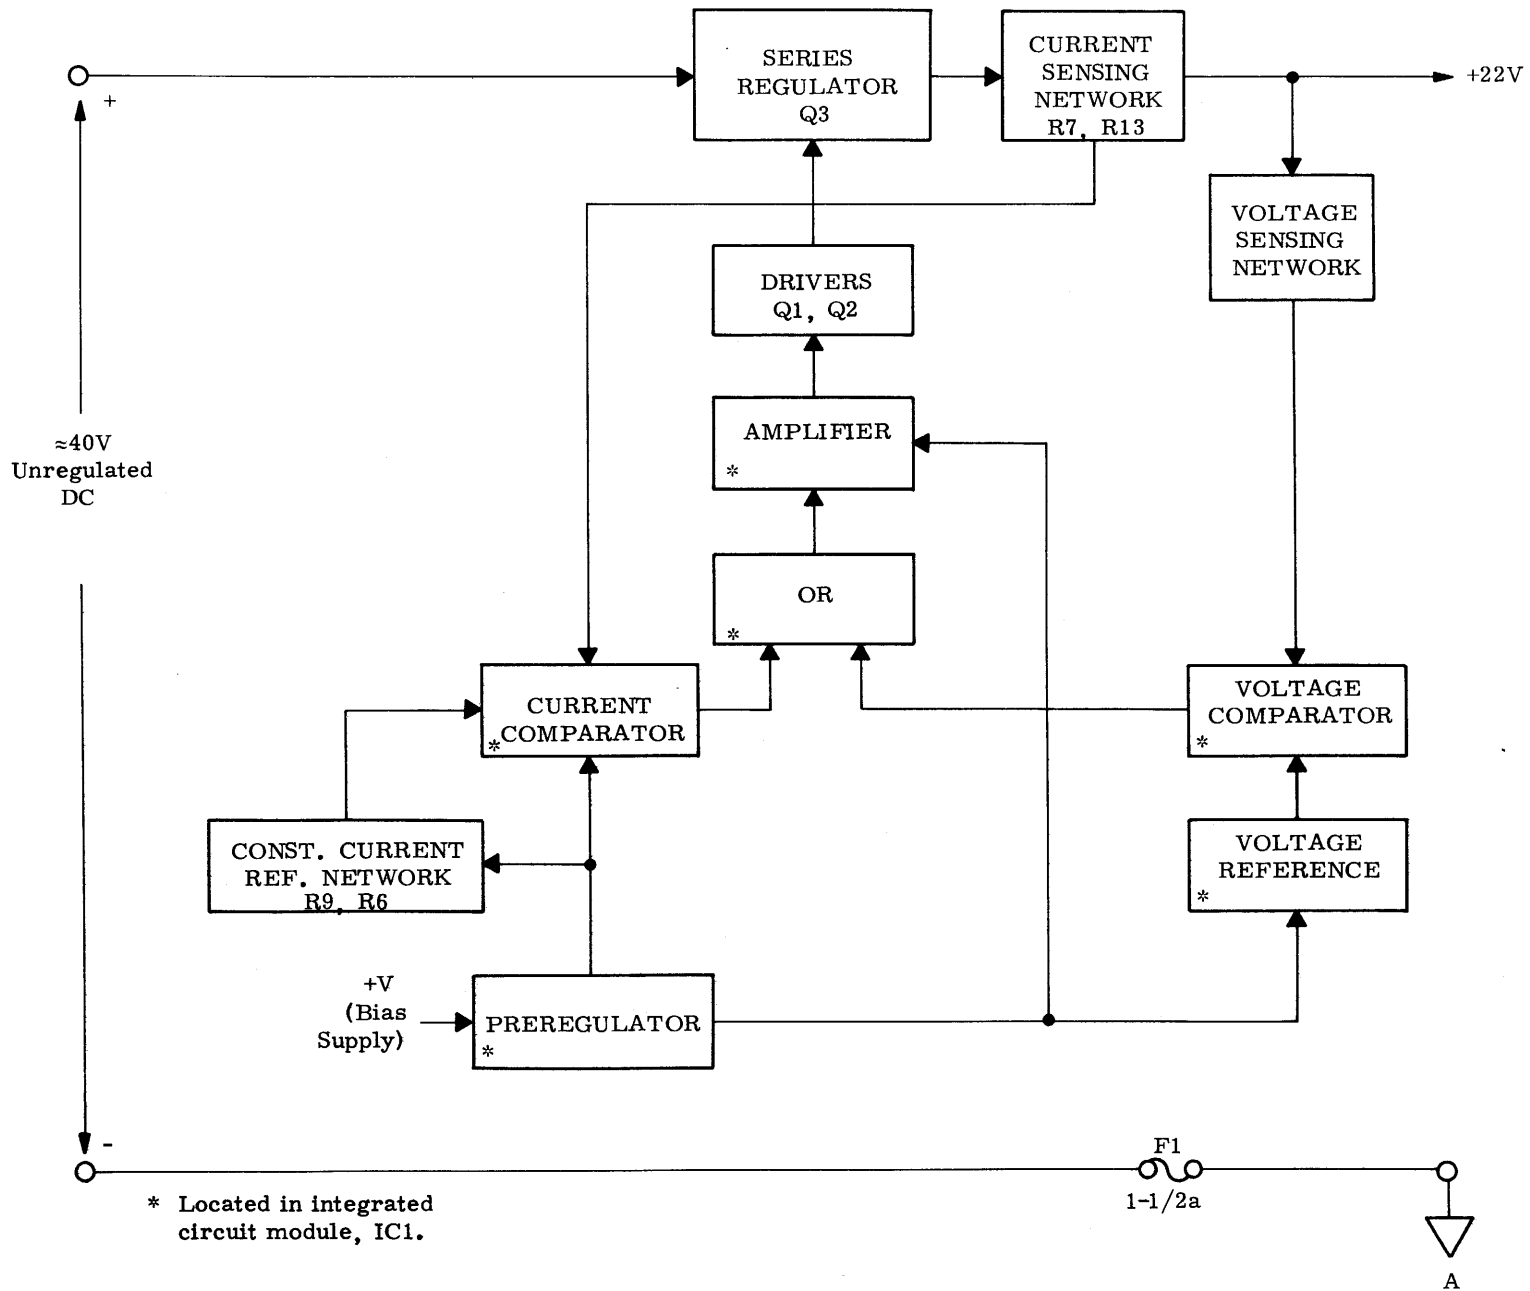 SERIES
REGULATOR
Q3
CURRENT
SENSING
NETWORK
R7, R13
+22V
+
VOLTAGE
SENSING
NETWORK
DRIVERS
Q1, Q2
≈40V
Unregulated
DC
AMPLIFIER
*
OR
*
CURRENT
*COMPARATOR
VOLTAGE
COMPARATOR
*
CONST. CURRENT
REF. NETWORK
R9, R6
VOLTAGE
REFERENCE
*
+V
(Bias
Supply)
PREREGULATOR
*
-
F1
1-1/2a
* Located in integrated
circuit module, IC1.
A